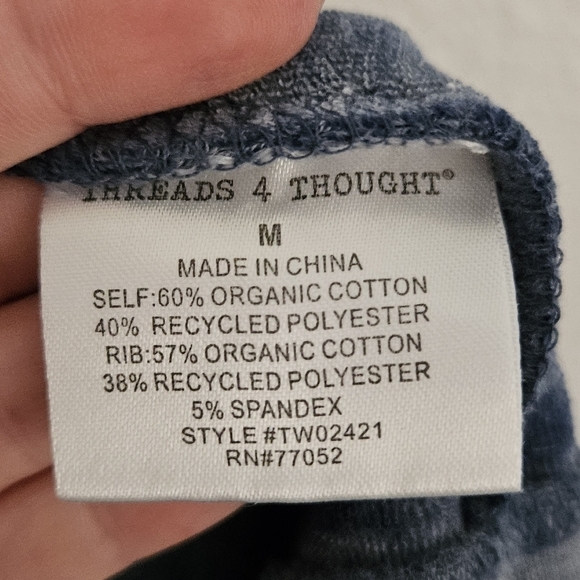 THREADS 4 THOUGHT®
M
MADE IN CHINA
SELF:60% ORGANIC COTTON
40% RECYCLED POLYESTER
RIB:57% ORGANIC COTTON
38% RECYCLED POLYESTER
5% SPANDEX
STYLE #TW02421
RN#77052